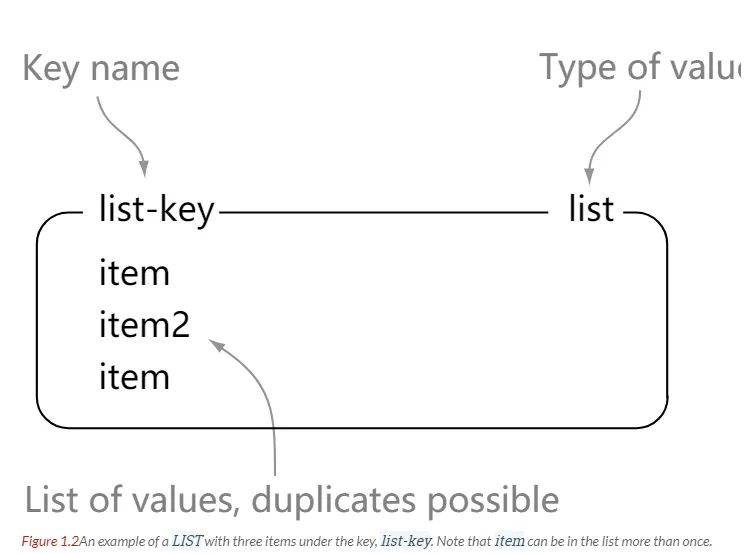 Key name
Type of valu
list-key
list
item
item2
item
List of values, duplicates possible
Figure 1.2An example of a LIST with three items under the key, list-key. Note that item can be in the list more than once.